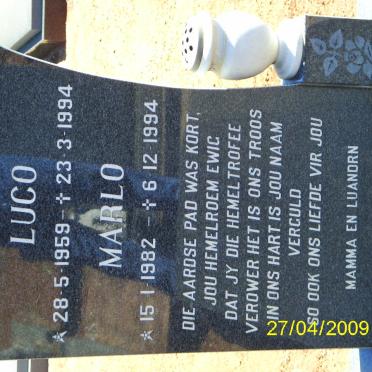 LUCO
★ 28·5·1959 ✝ 23·3·1994
MARLO
★ 15·1·1982 ✝ 6·12·1994
DIE AARDSE PAD WAS KORT,
JOU HEMELROEM EWIG
DAT JY DIE HEMELTROFEE
VEROWER HET IS ONS TROOS
IN ONS HART IS JOU NAAM
VERGULD
SO OOK ONS LIEFDE VIR JOU
MAMMA EN LUANDRN
27/04/2009